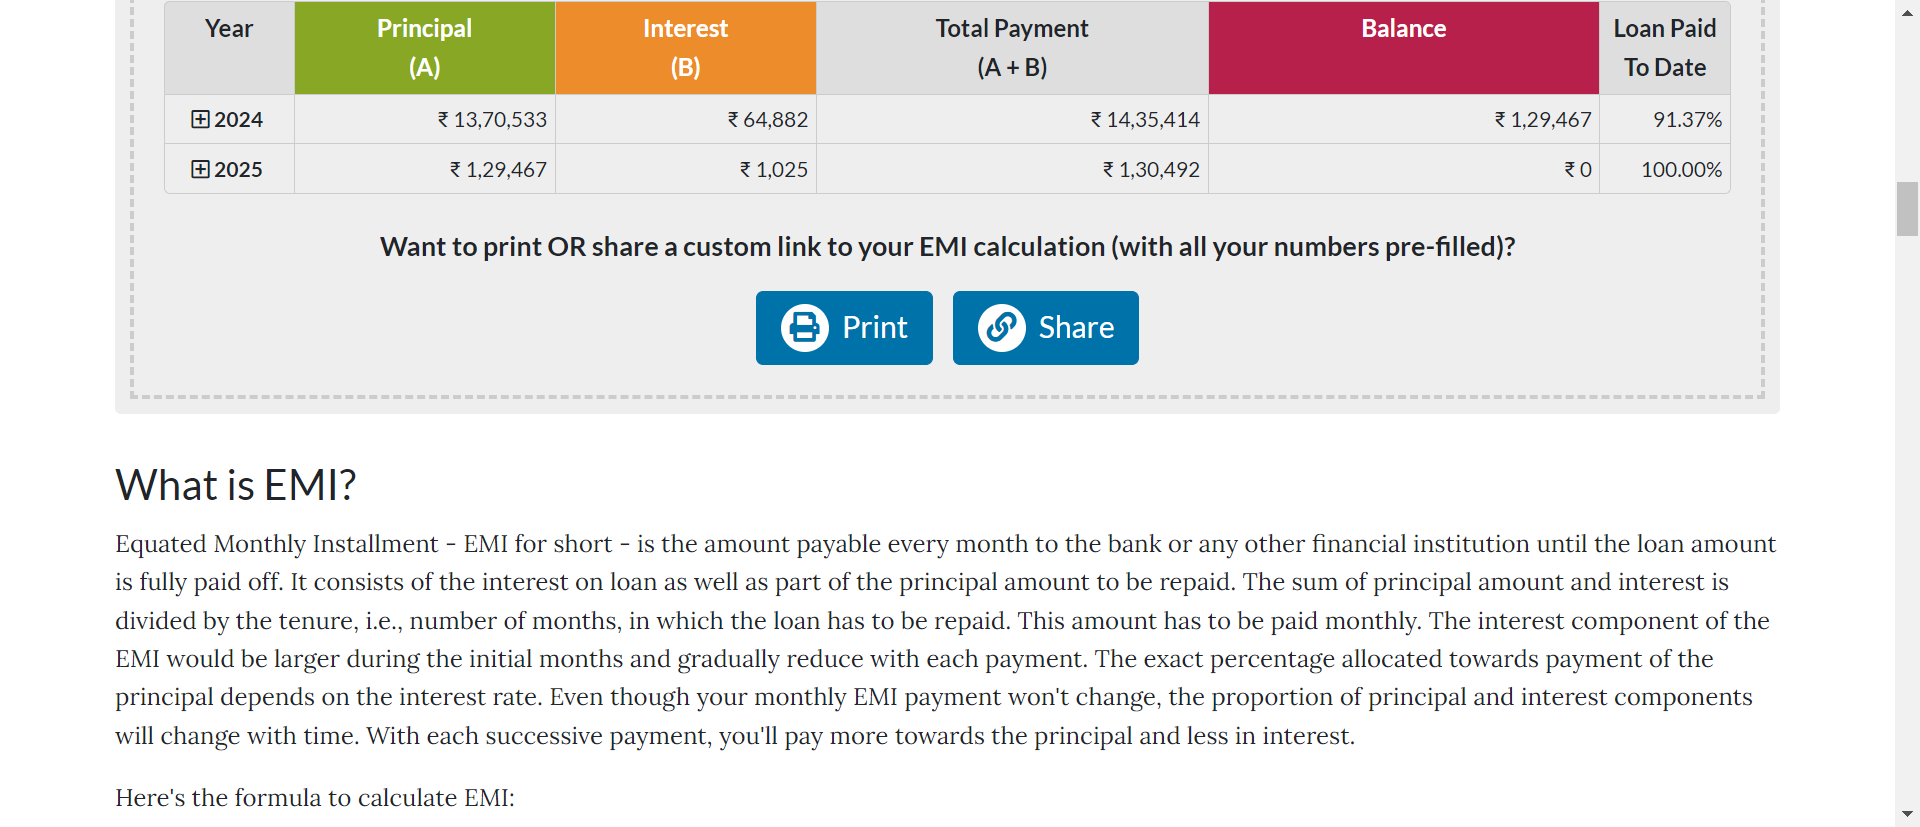 Year Principal (A) Interest (B) Total Payment (A + B) Balance Loan Paid To Date
2024 ₹ 13,70,533 ₹ 64,882 ₹ 14,35,414 ₹ 1,29,467 91.37%
2025 ₹ 1,29,467 ₹ 1,025 ₹ 1,30,492 ₹ 0 100.00%
Want to print OR share a custom link to your EMI calculation (with all your numbers pre-filled)?
Print Share
What is EMI?
Equated Monthly Installment - EMI for short - is the amount payable every month to the bank or any other financial institution until the loan amount
is fully paid off. It consists of the interest on loan as well as part of the principal amount to be repaid. The sum of principal amount and interest is
divided by the tenure, i.e., number of months, in which the loan has to be repaid. This amount has to be paid monthly. The interest component of the
EMI would be larger during the initial months and gradually reduce with each payment. The exact percentage allocated towards payment of the
principal depends on the interest rate. Even though your monthly EMI payment won't change, the proportion of principal and interest components
will change with time. With each successive payment, you'll pay more towards the principal and less in interest.
Here's the formula to calculate EMI: